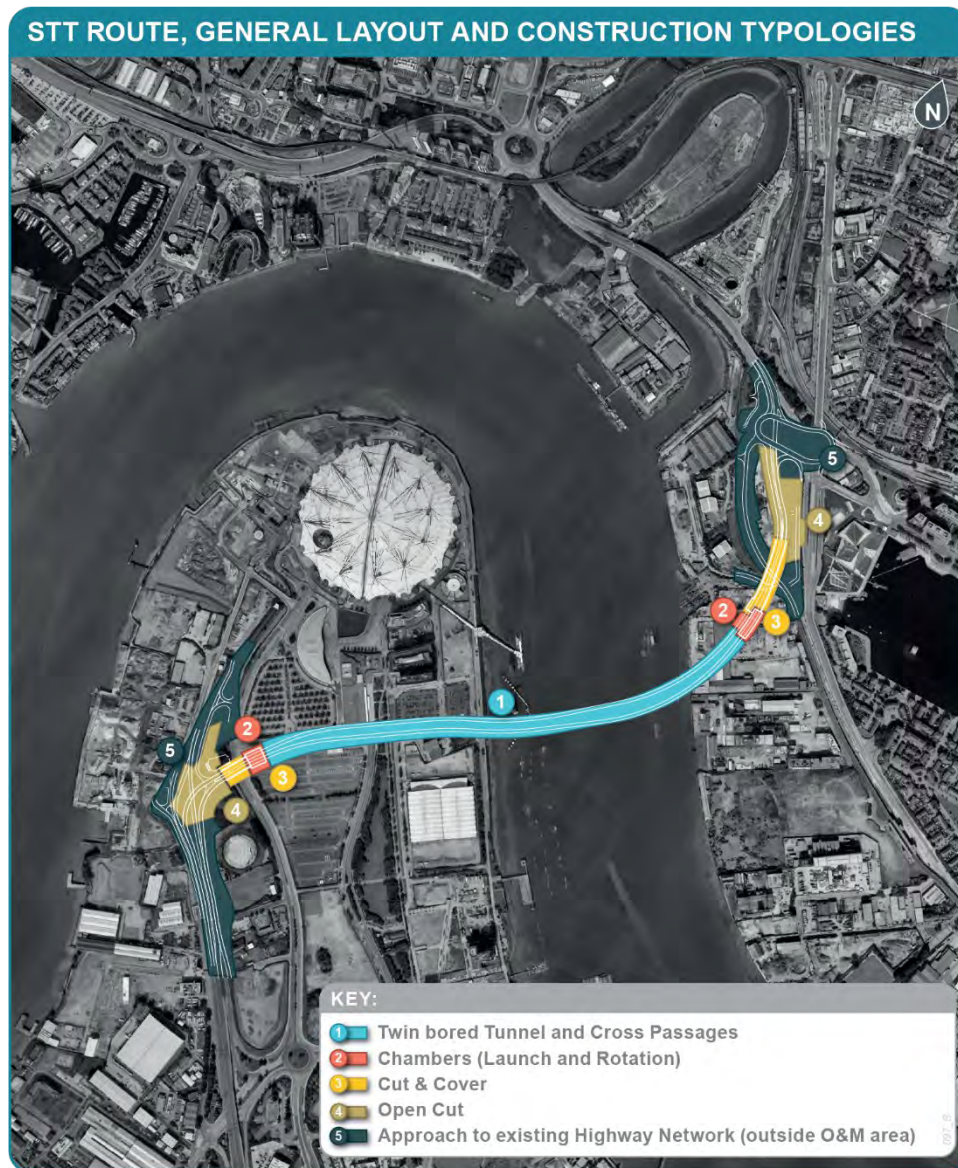 STT ROUTE, GENERAL LAYOUT AND CONSTRUCTION TYPOLOGIES
N
5
4
2
3
1
2
5
3
4
KEY:
1 Twin bored Tunnel and Cross Passages
2 Chambers (Launch and Rotation)
3 Cut & Cover
4 Open Cut
5 Approach to existing Highway Network (outside O&M area)
097_B